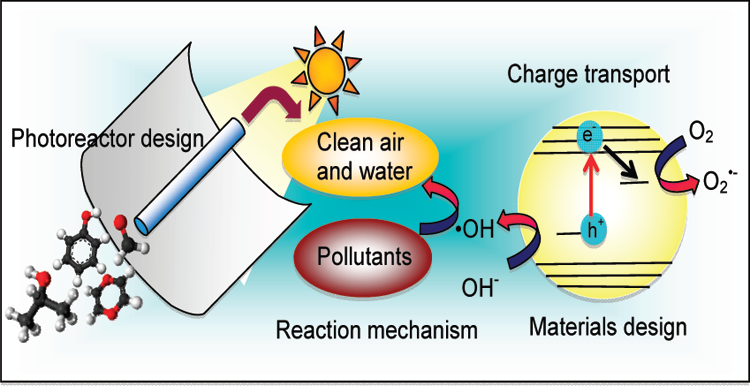 Photoreactor design
Clean air
and water
Pollutants
Reaction mechanism
•OH
OH⁻
Charge transport
e⁻
h⁺
O₂
O₂•⁻
Materials design